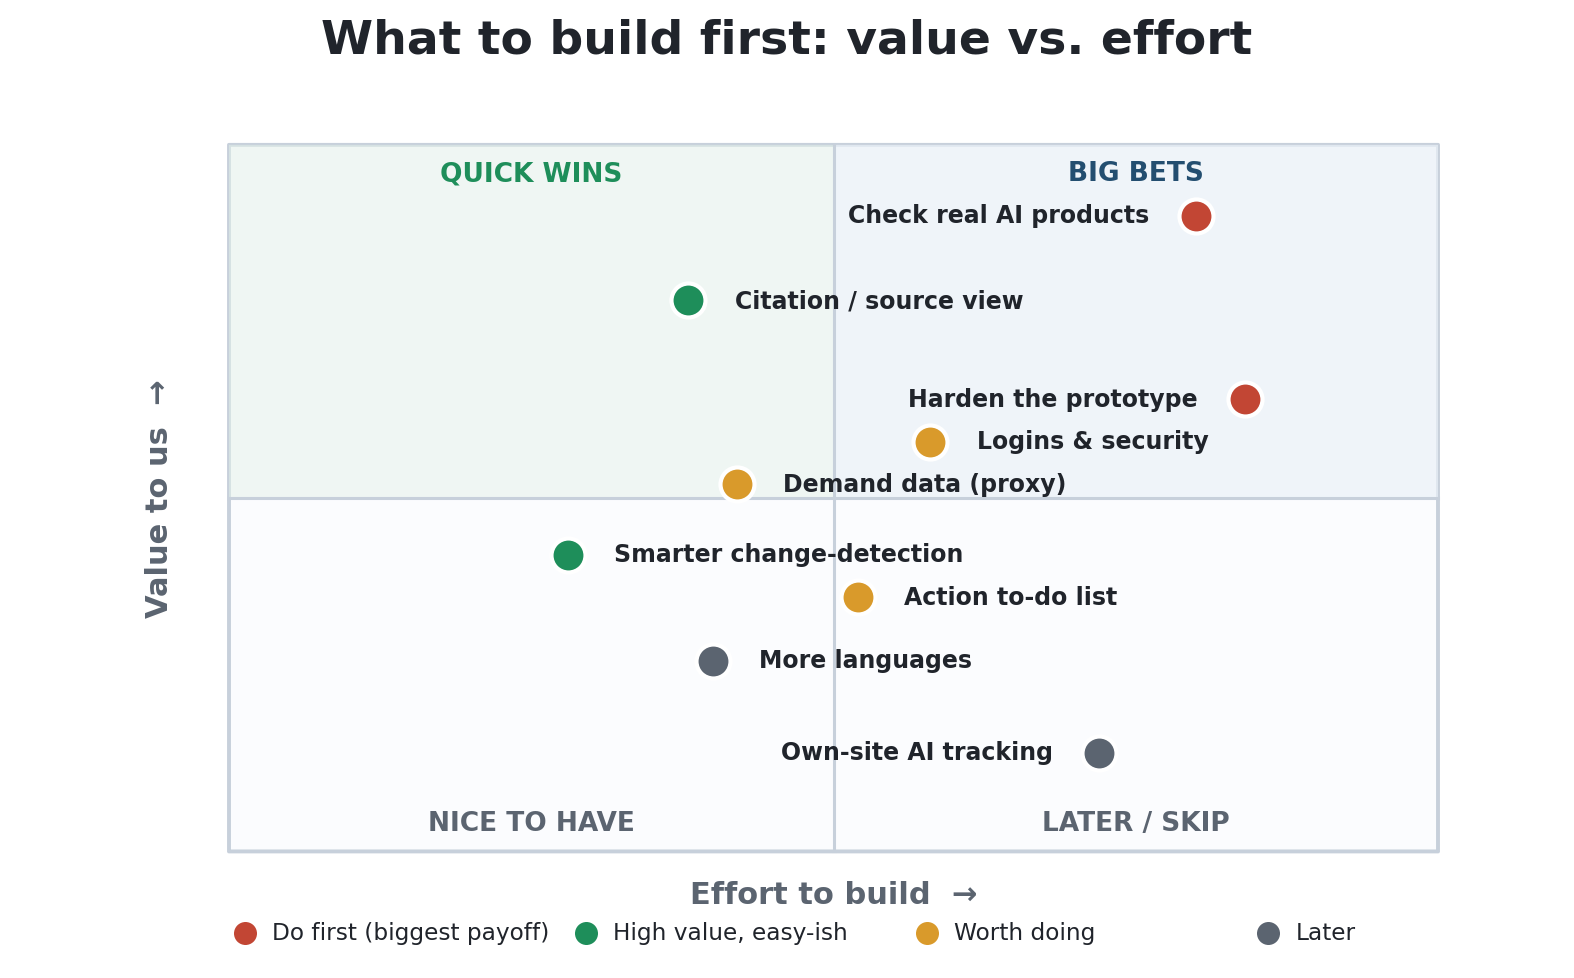 What to build first: value vs. effort
QUICK WINS
BIG BETS
Check real AI products
Citation / source view
Harden the prototype
Logins & security
Demand data (proxy)
Smarter change-detection
Action to-do list
More languages
Own-site AI tracking
NICE TO HAVE
LATER / SKIP
Value to us →
Effort to build →
Do first (biggest payoff)
High value, easy-ish
Worth doing
Later